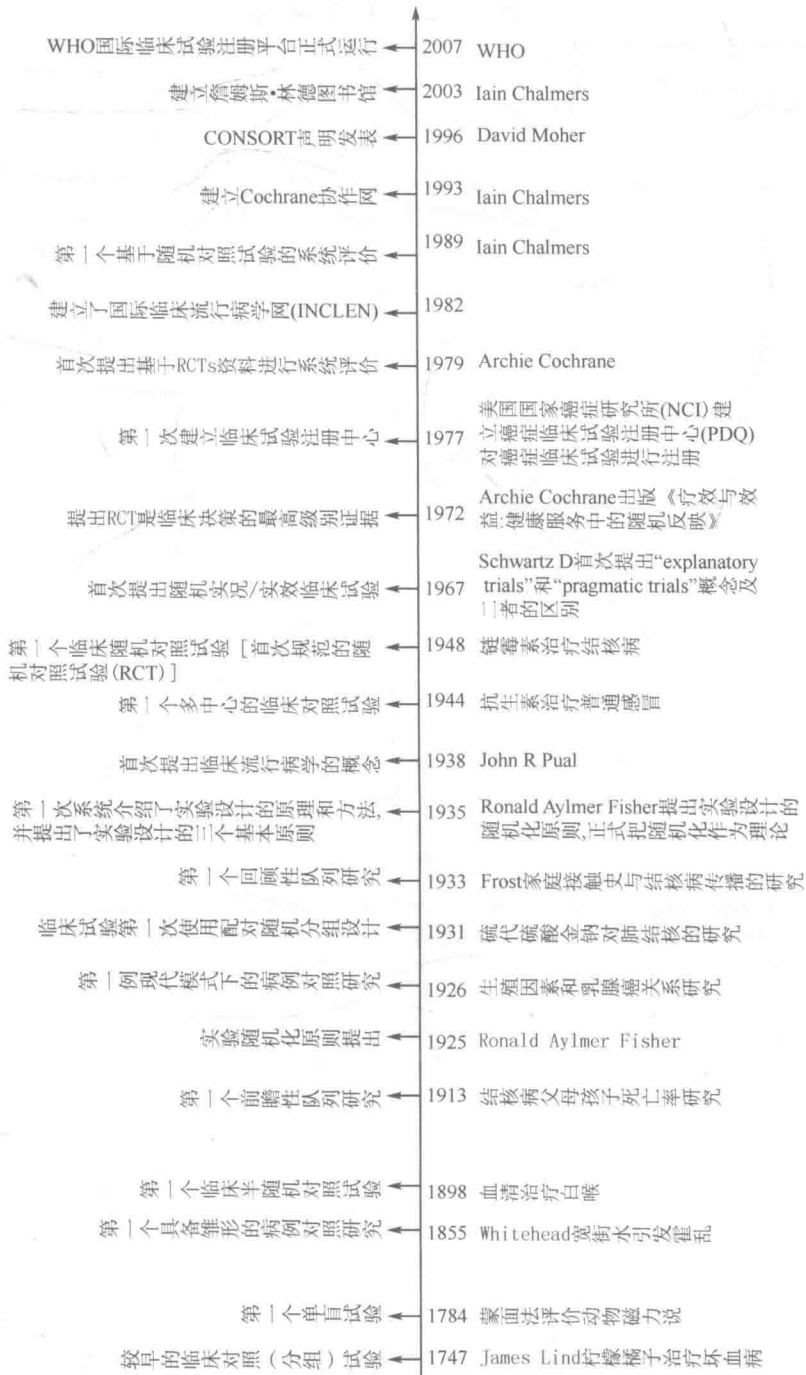 WHO国际临床试验注册平台正式运行 2007 WHO
建立詹姆斯·林德图书馆 2003 Iain Chalmers
CONSORT声明发表 1996 David Moher
建立Cochrane协作网 1993 Iain Chalmers
第一个基于随机对照试验的系统评价 1989 Iain Chalmers
建立了国际临床流行病学网(INCLEN) 1982
首次提出基于RCTs资料进行系统评价 1979 Archie Cochrane
第一次建立临床试验注册中心 1977
美国国家癌症研究所(NCI)建
立癌症临床试验注册中心(PDQ)
对癌症临床试验进行注册
提出RCT是临床决策的最高级别证据 1972
Archie Cochrane出版《疗效与效
益:健康服务中的随机反映》
首次提出随机实况/实效临床试验 1967
Schwartz D首次提出“explanatory
trials”和“pragmatic trials”概念及
二者的区别
第一个临床随机对照试验[首次规范的随
机对照试验(RCT)]
1948 链霉素治疗结核病
第一个多中心的临床对照试验 1944 抗生素治疗普通感冒
首次提出临床流行病学的概念 1938 John R Pual
第一次系统介绍了实验设计的原理和方法,
并提出了实验设计的三个基本原则
1935 Ronald Aylmer Fisher提出实验设计的
随机化原则,正式把随机化作为理论
第一个回顾性队列研究 1933 Frost家庭接触史与结核病传播的研究
临床试验第一次使用配对随机分组设计 1931 硫代硫酸金钠对肺结核的研究
第一例现代模式下的病例对照研究 1926 生殖因素和乳腺癌关系研究
实验随机化原则提出 1925 Ronald Aylmer Fisher
第一个前瞻性队列研究 1913 结核病父母孩子死亡率研究
第一个临床半随机对照试验 1898 血清治疗白喉
第一个具备雏形的病例对照研究 1855 Whitehead宽街水引发霍乱
第一个单盲试验 1784 蒙面法评价动物磁力说
较早的临床对照(分组)试验 1747 James Lind柠檬橘子治疗坏血病